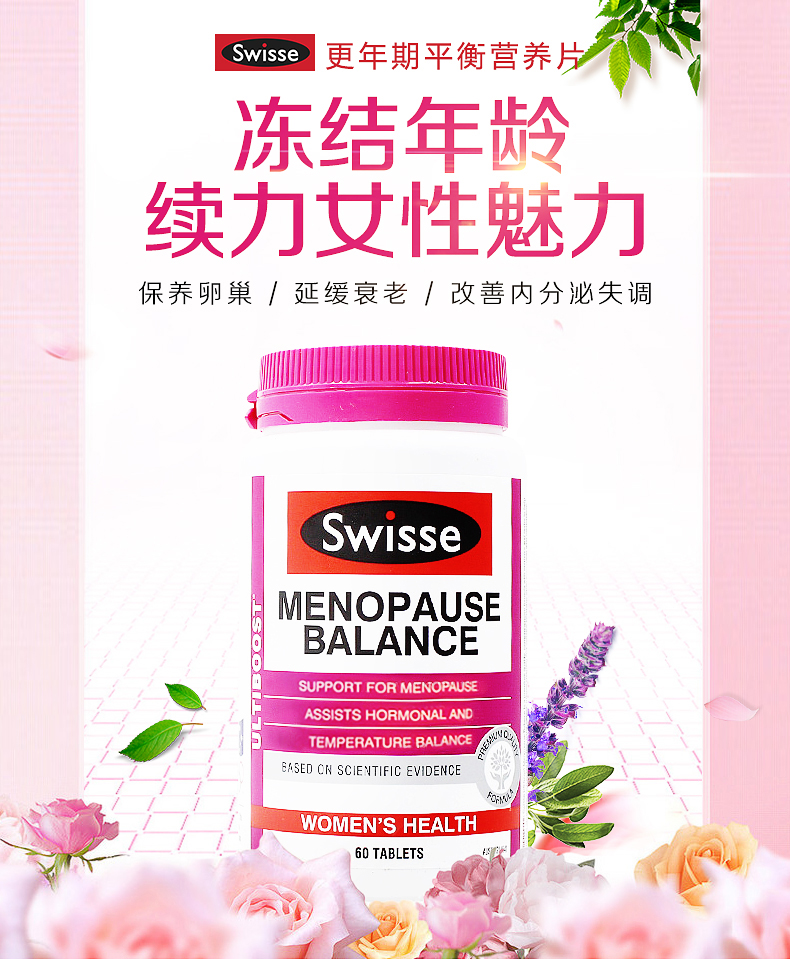 Swisse 更年期平衡营养片
冻结年龄
续力女性魅力
保养卵巢 / 延缓衰老 / 改善内分泌失调
Swisse
MENOPAUSE
BALANCE
ULTIBOOST
SUPPORT FOR MENOPAUSE
ASSISTS HORMONAL AND
TEMPERATURE BALANCE
BASED ON SCIENTIFIC EVIDENCE
PREMIUM QUALITY
FORMULA
WOMEN'S HEALTH
60 TABLETS